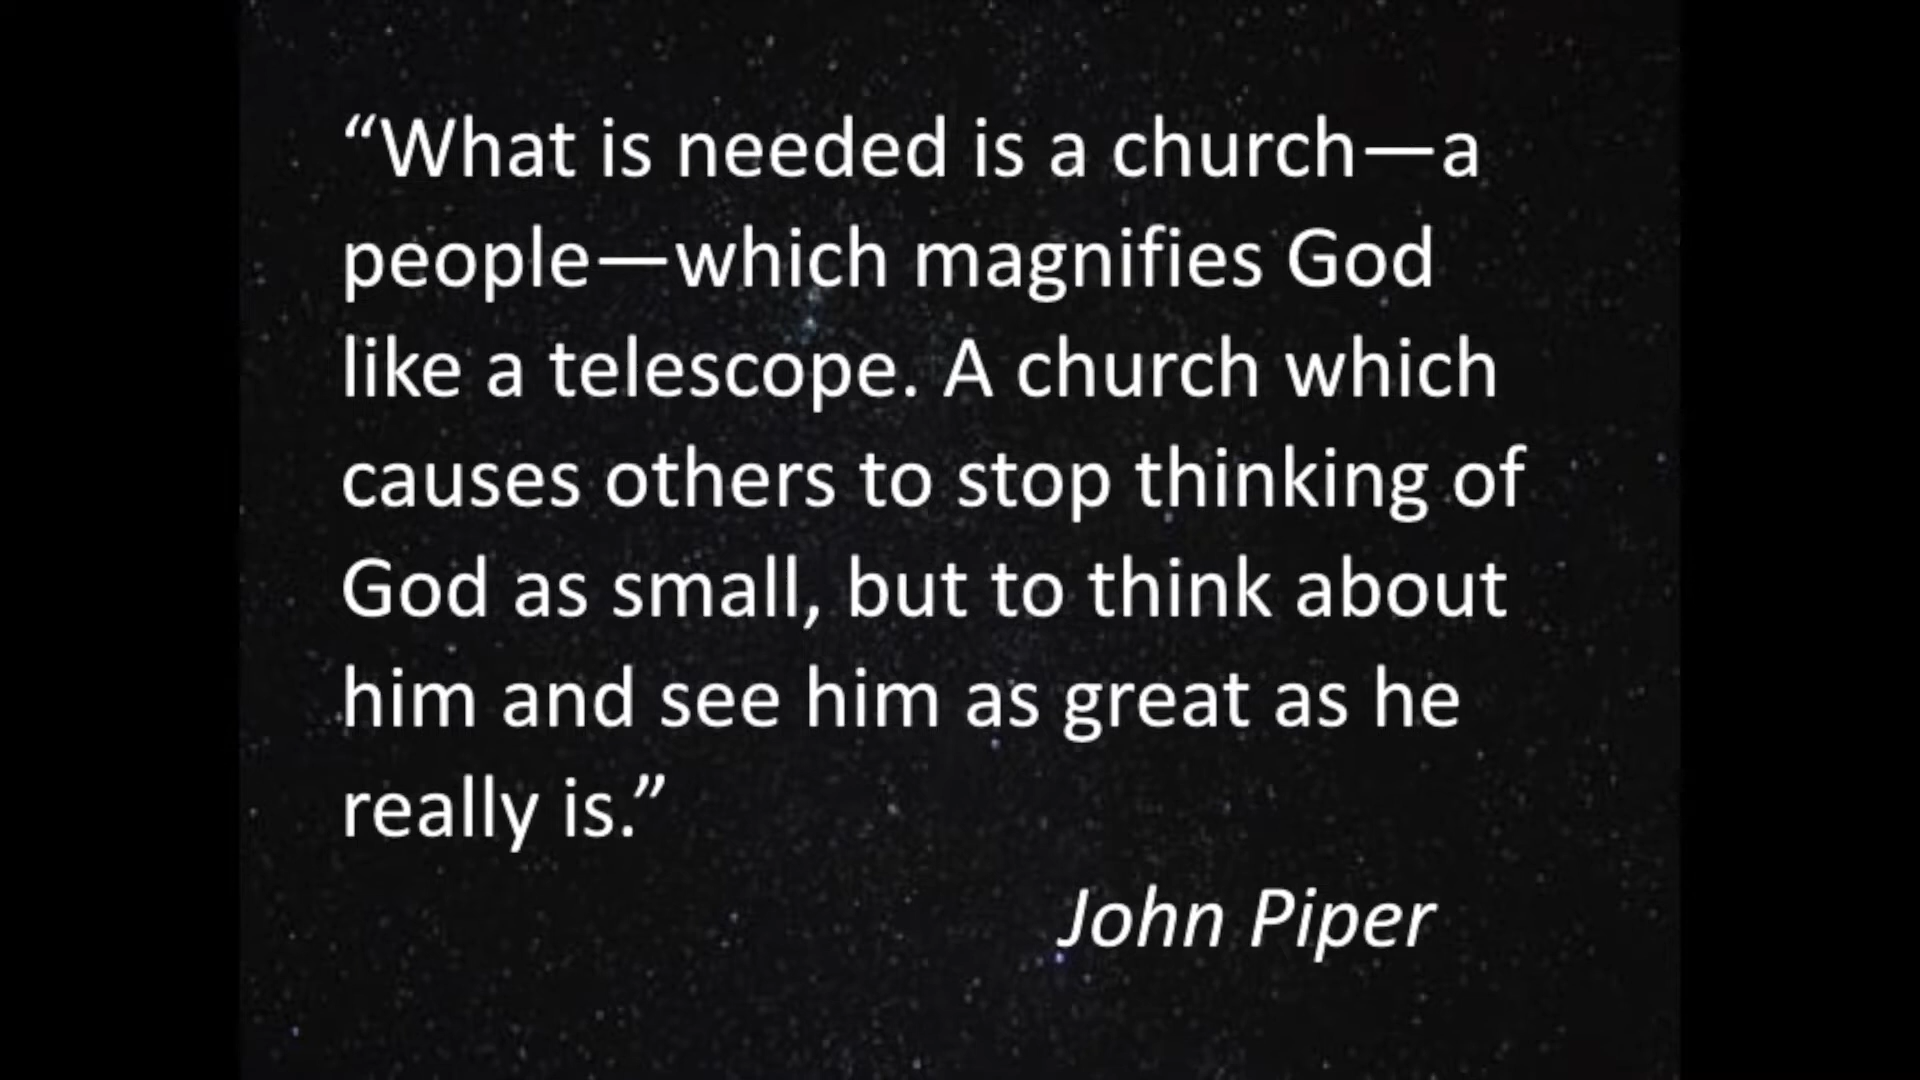 “What is needed is a church—a
people—which magnifies God
like a telescope. A church which
causes others to stop thinking of
God as small, but to think about
him and see him as great as he
really is.”
John Piper